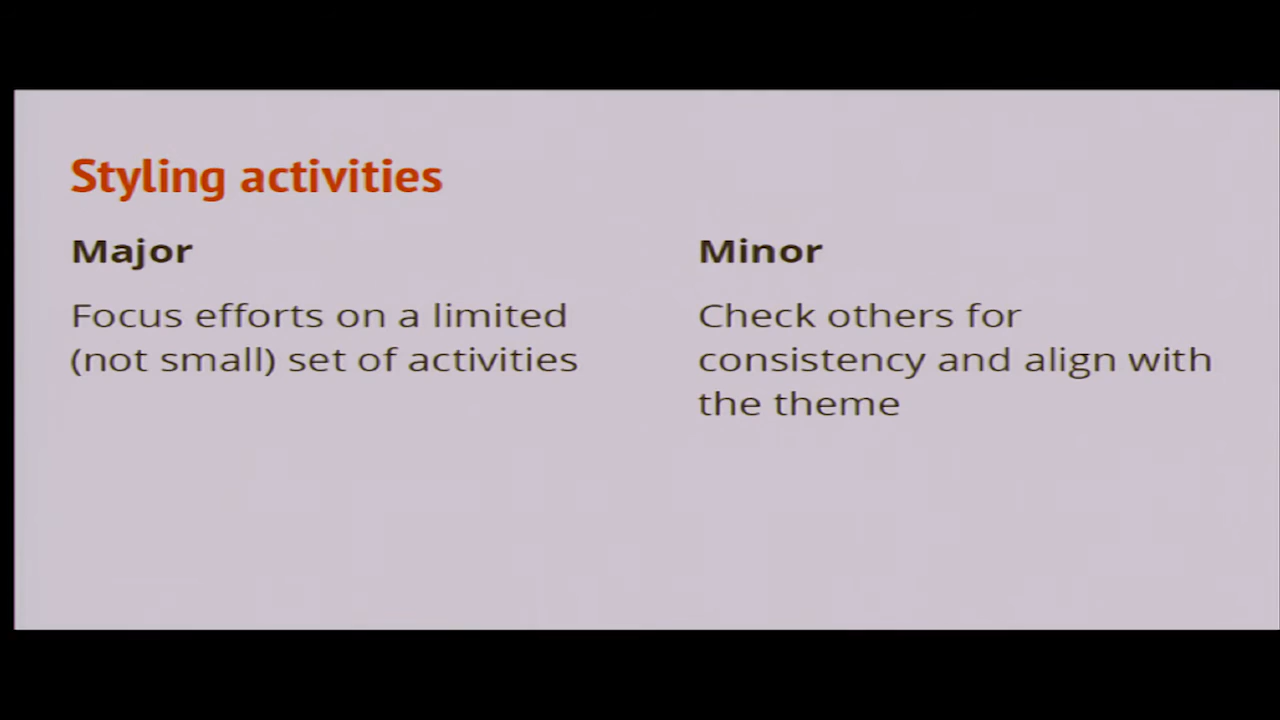 Styling activities
Major
Focus efforts on a limited
(not small) set of activities
Minor
Check others for
consistency and align with
the theme